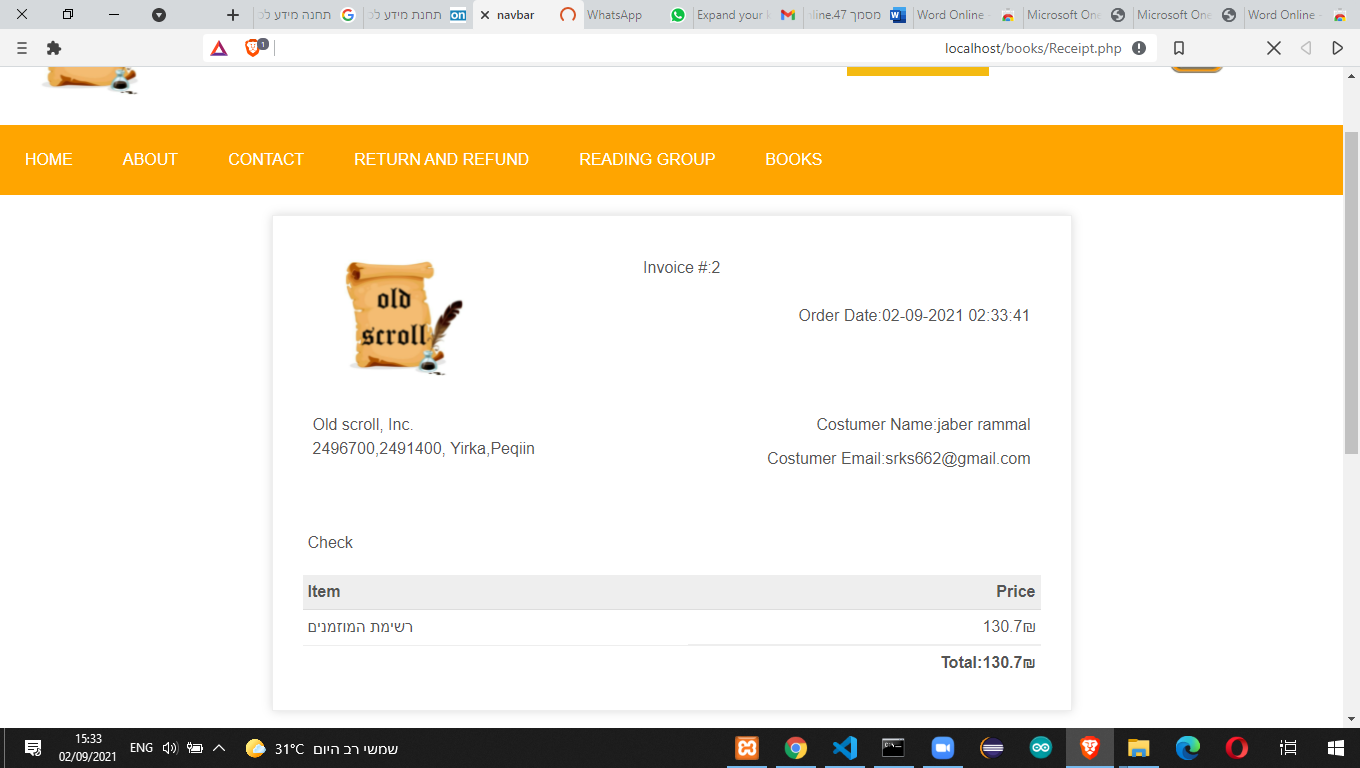 תחנה מידע לכ
תחנת מידע לכ
navbar
WhatsApp
Expand your
line.47 מסמך
Word Online -
Microsoft One
Microsoft One
Word Online -
1
localhost/books/Receipt.php
HOME ABOUT CONTACT RETURN AND REFUND READING GROUP BOOKS
old
scroll
Invoice #:2
Order Date:02-09-2021 02:33:41
Old scroll, Inc.
2496700,2491400, Yirka,Peqiin
Costumer Name:jaber rammal
Costumer Email:srks662@gmail.com
Check
Item Price
רשימת המוזמנים 130.7₪
Total:130.7₪
15:33
02/09/2021
ENG
31°C שמשי רב היום